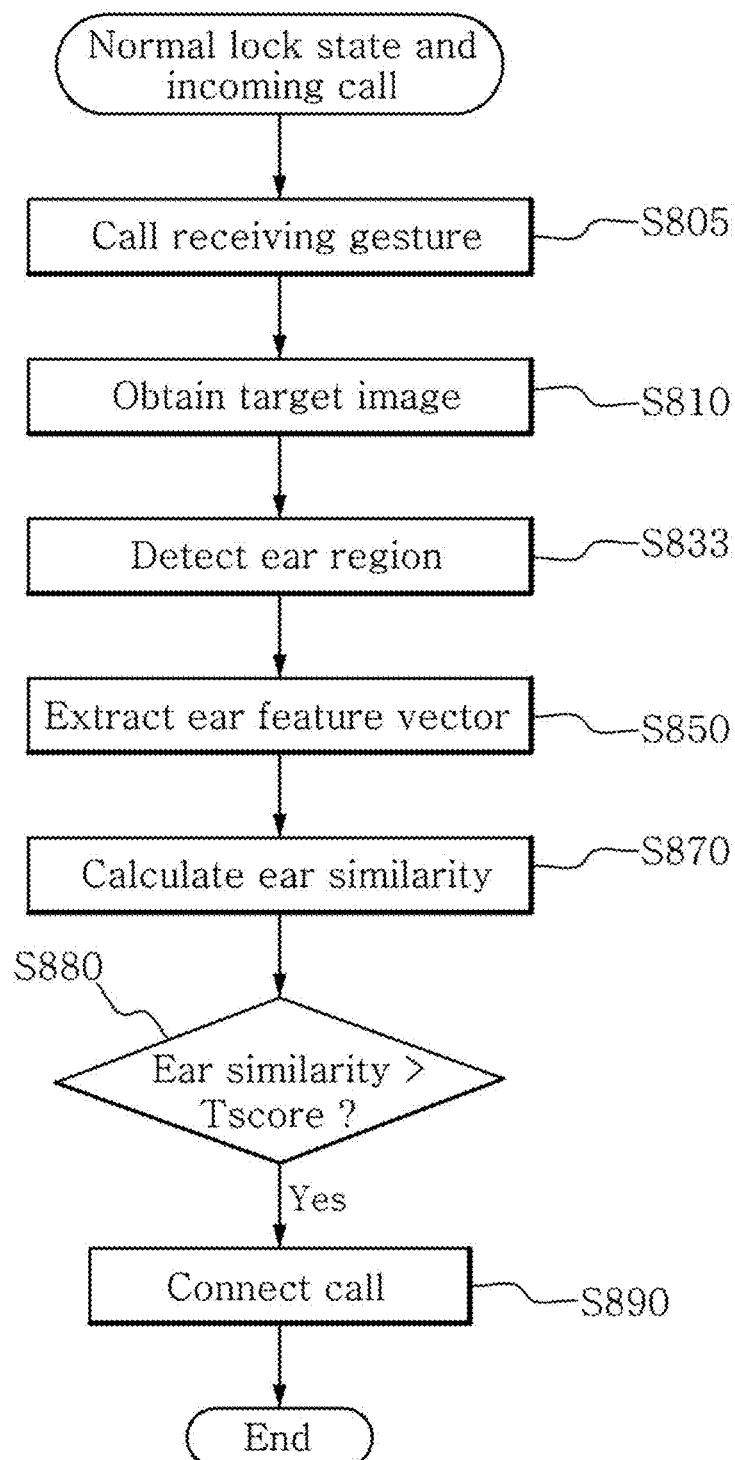 Normal lock state and
incoming call
Call receiving gesture
S805
Obtain target image
S810
Detect ear region
S833
Extract ear feature vector
S850
Calculate ear similarity
S870
S880
Ear similarity >
Tscore ?
Yes
Connect call
S890
End